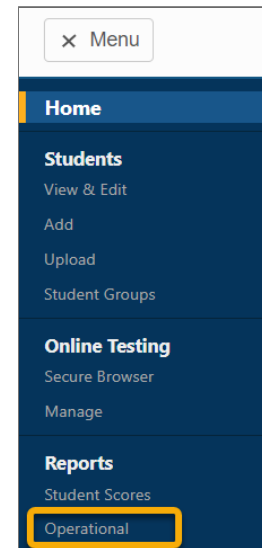 × Menu
Home
Students
View & Edit
Add
Upload
Student Groups
Online Testing
Secure Browser
Manage
Reports
Student Scores
Operational